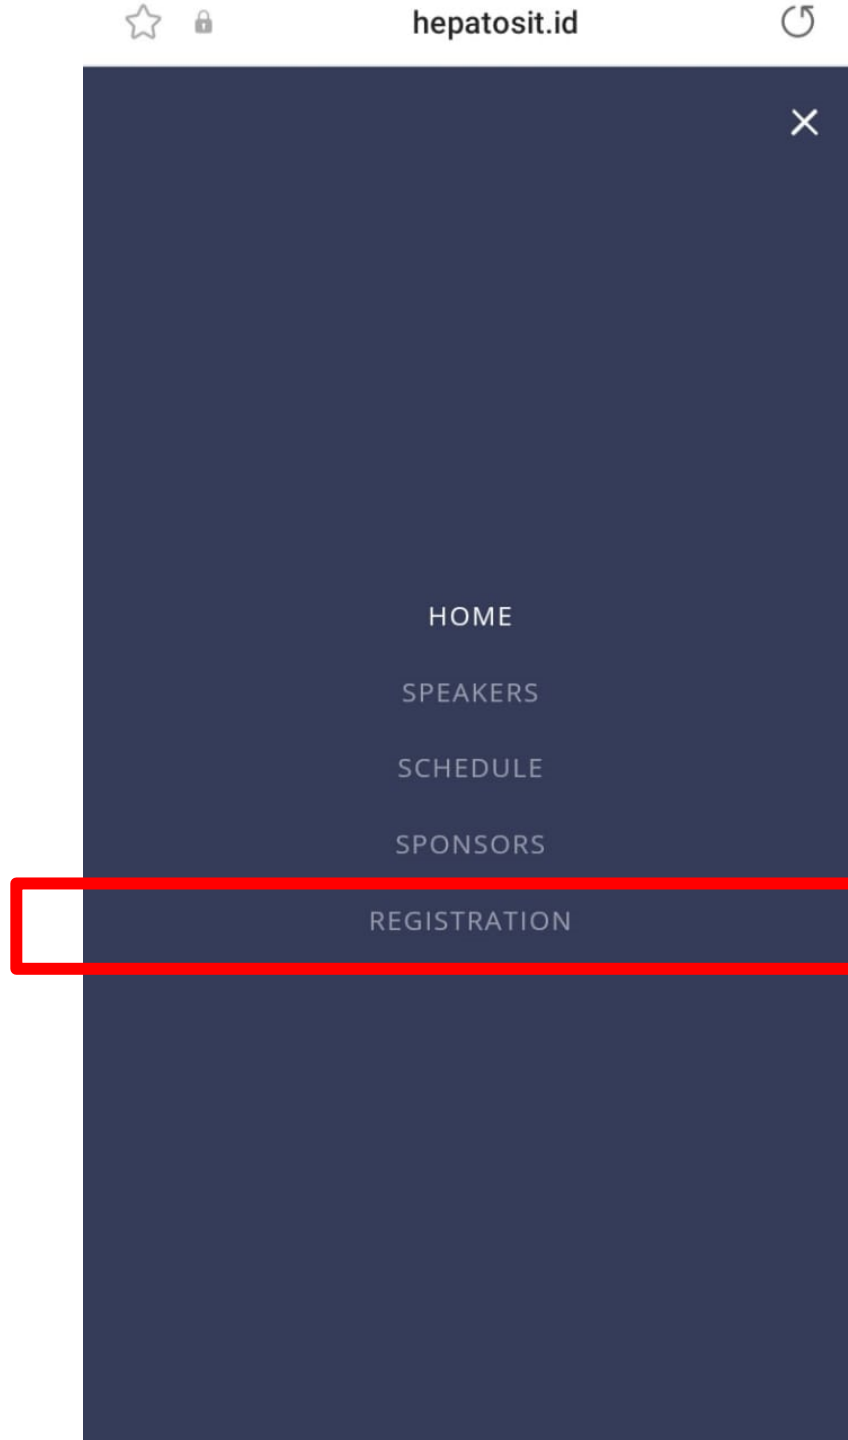 hepatosit.id
HOME
SPEAKERS
SCHEDULE
SPONSORS
REGISTRATION